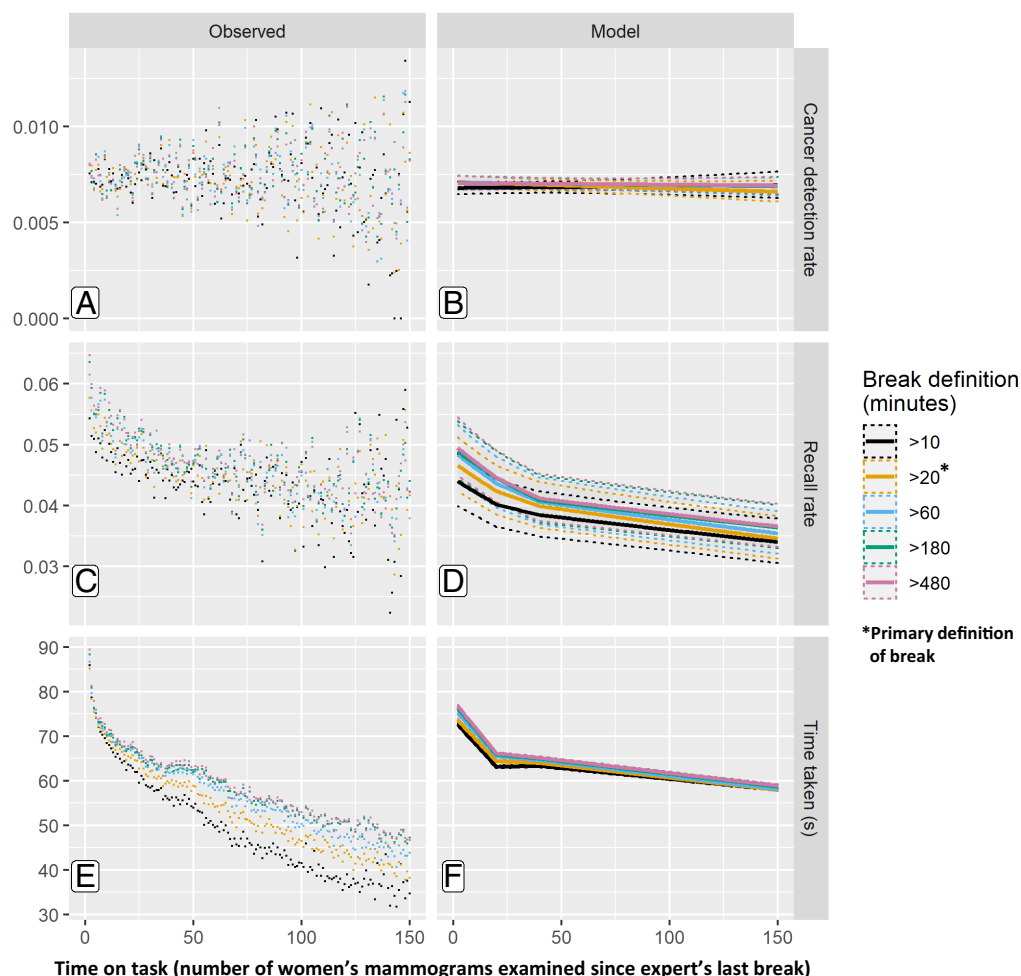 Observed
Model
0.010
0.005
0.000
A
B
Cancer detection rate
0.06
0.05
0.04
0.03
C
D
Recall rate
90
80
70
60
50
40
30
E
F
Time taken (s)
0
50
100
150
0
50
100
150
Time on task (number of women’s mammograms examined since expert’s last break)
Break definition
(minutes)
>10
>20*
>60
>180
>480
*Primary definition
of break